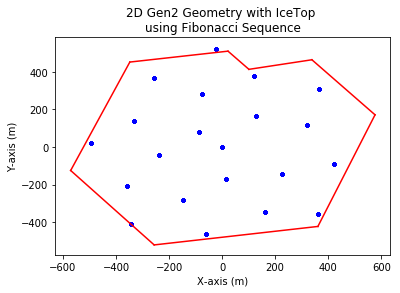 2D Gen2 Geometry with IceTop
using Fibonacci Sequence
400
200
0
−200
−400
Y-axis (m)
−600 −400 −200 0 200 400 600
X-axis (m)